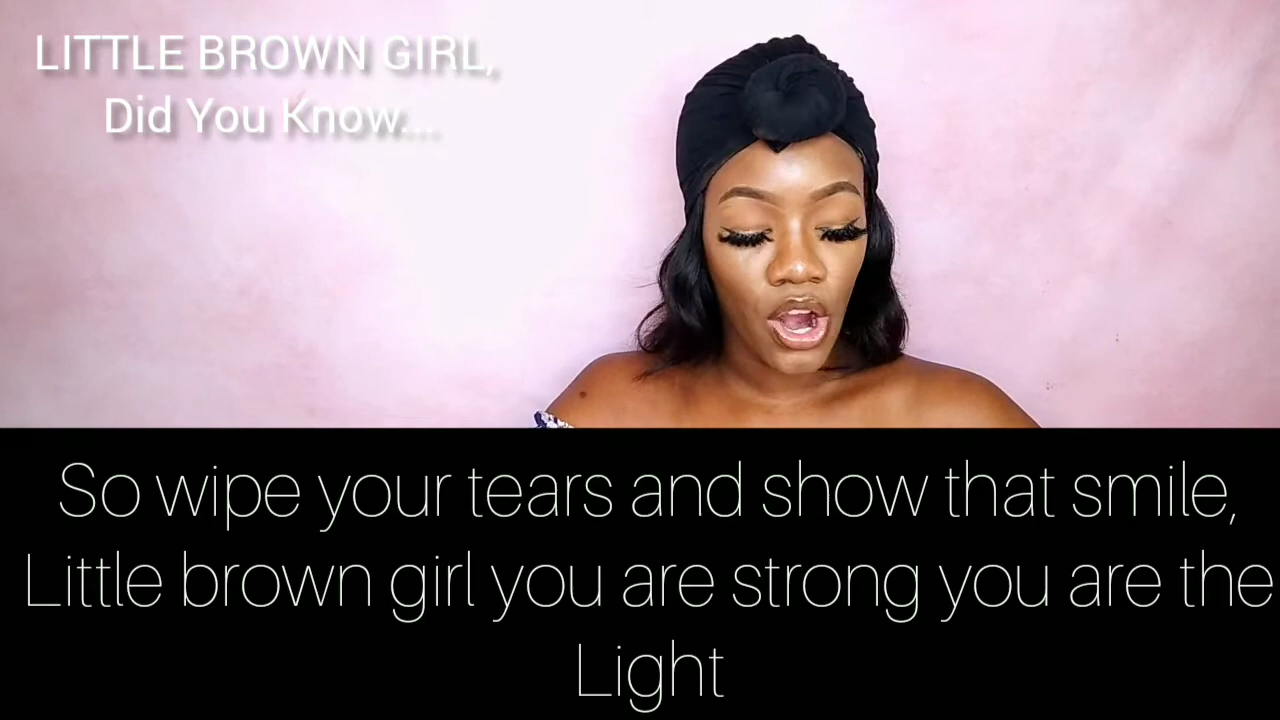 LITTLE BROWN GIRL,
Did You Know...
So wipe your tears and show that smile,
Little brown girl you are strong you are the
Light